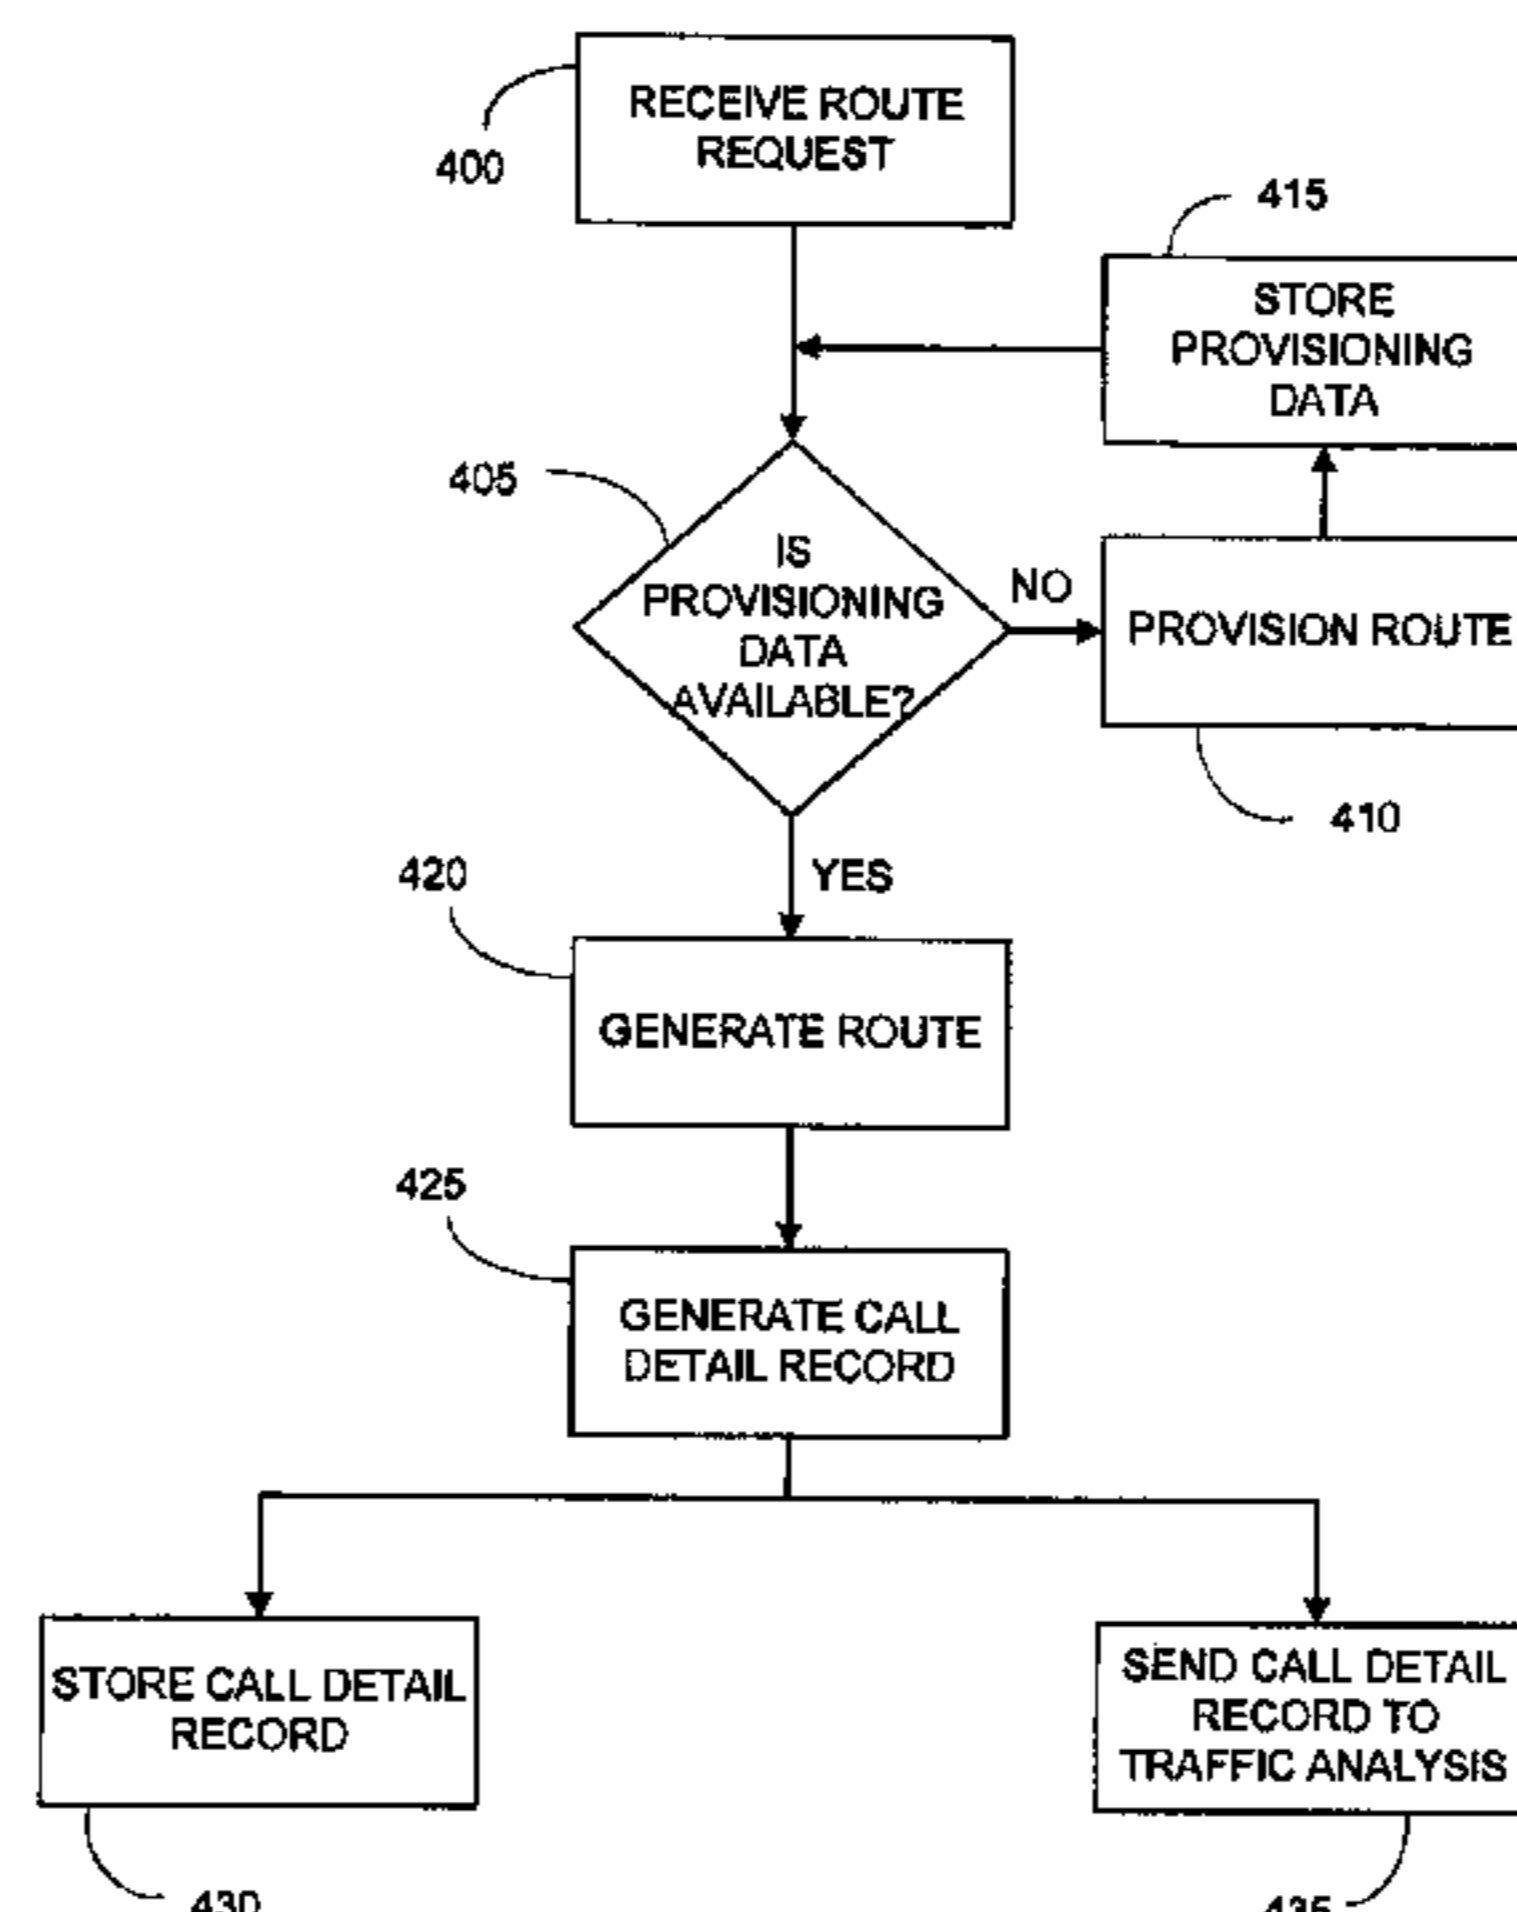 RECEIVE ROUTE
REQUEST
400
415
STORE
PROVISIONING
DATA
405
IS
PROVISIONING
DATA
AVAILABLE?
NO
PROVISION ROUTE
410
420
YES
GENERATE ROUTE
425
GENERATE CALL
DETAIL RECORD
STORE CALL DETAIL
RECORD
SEND CALL DETAIL
RECORD TO
TRAFFIC ANALYSIS
430
435